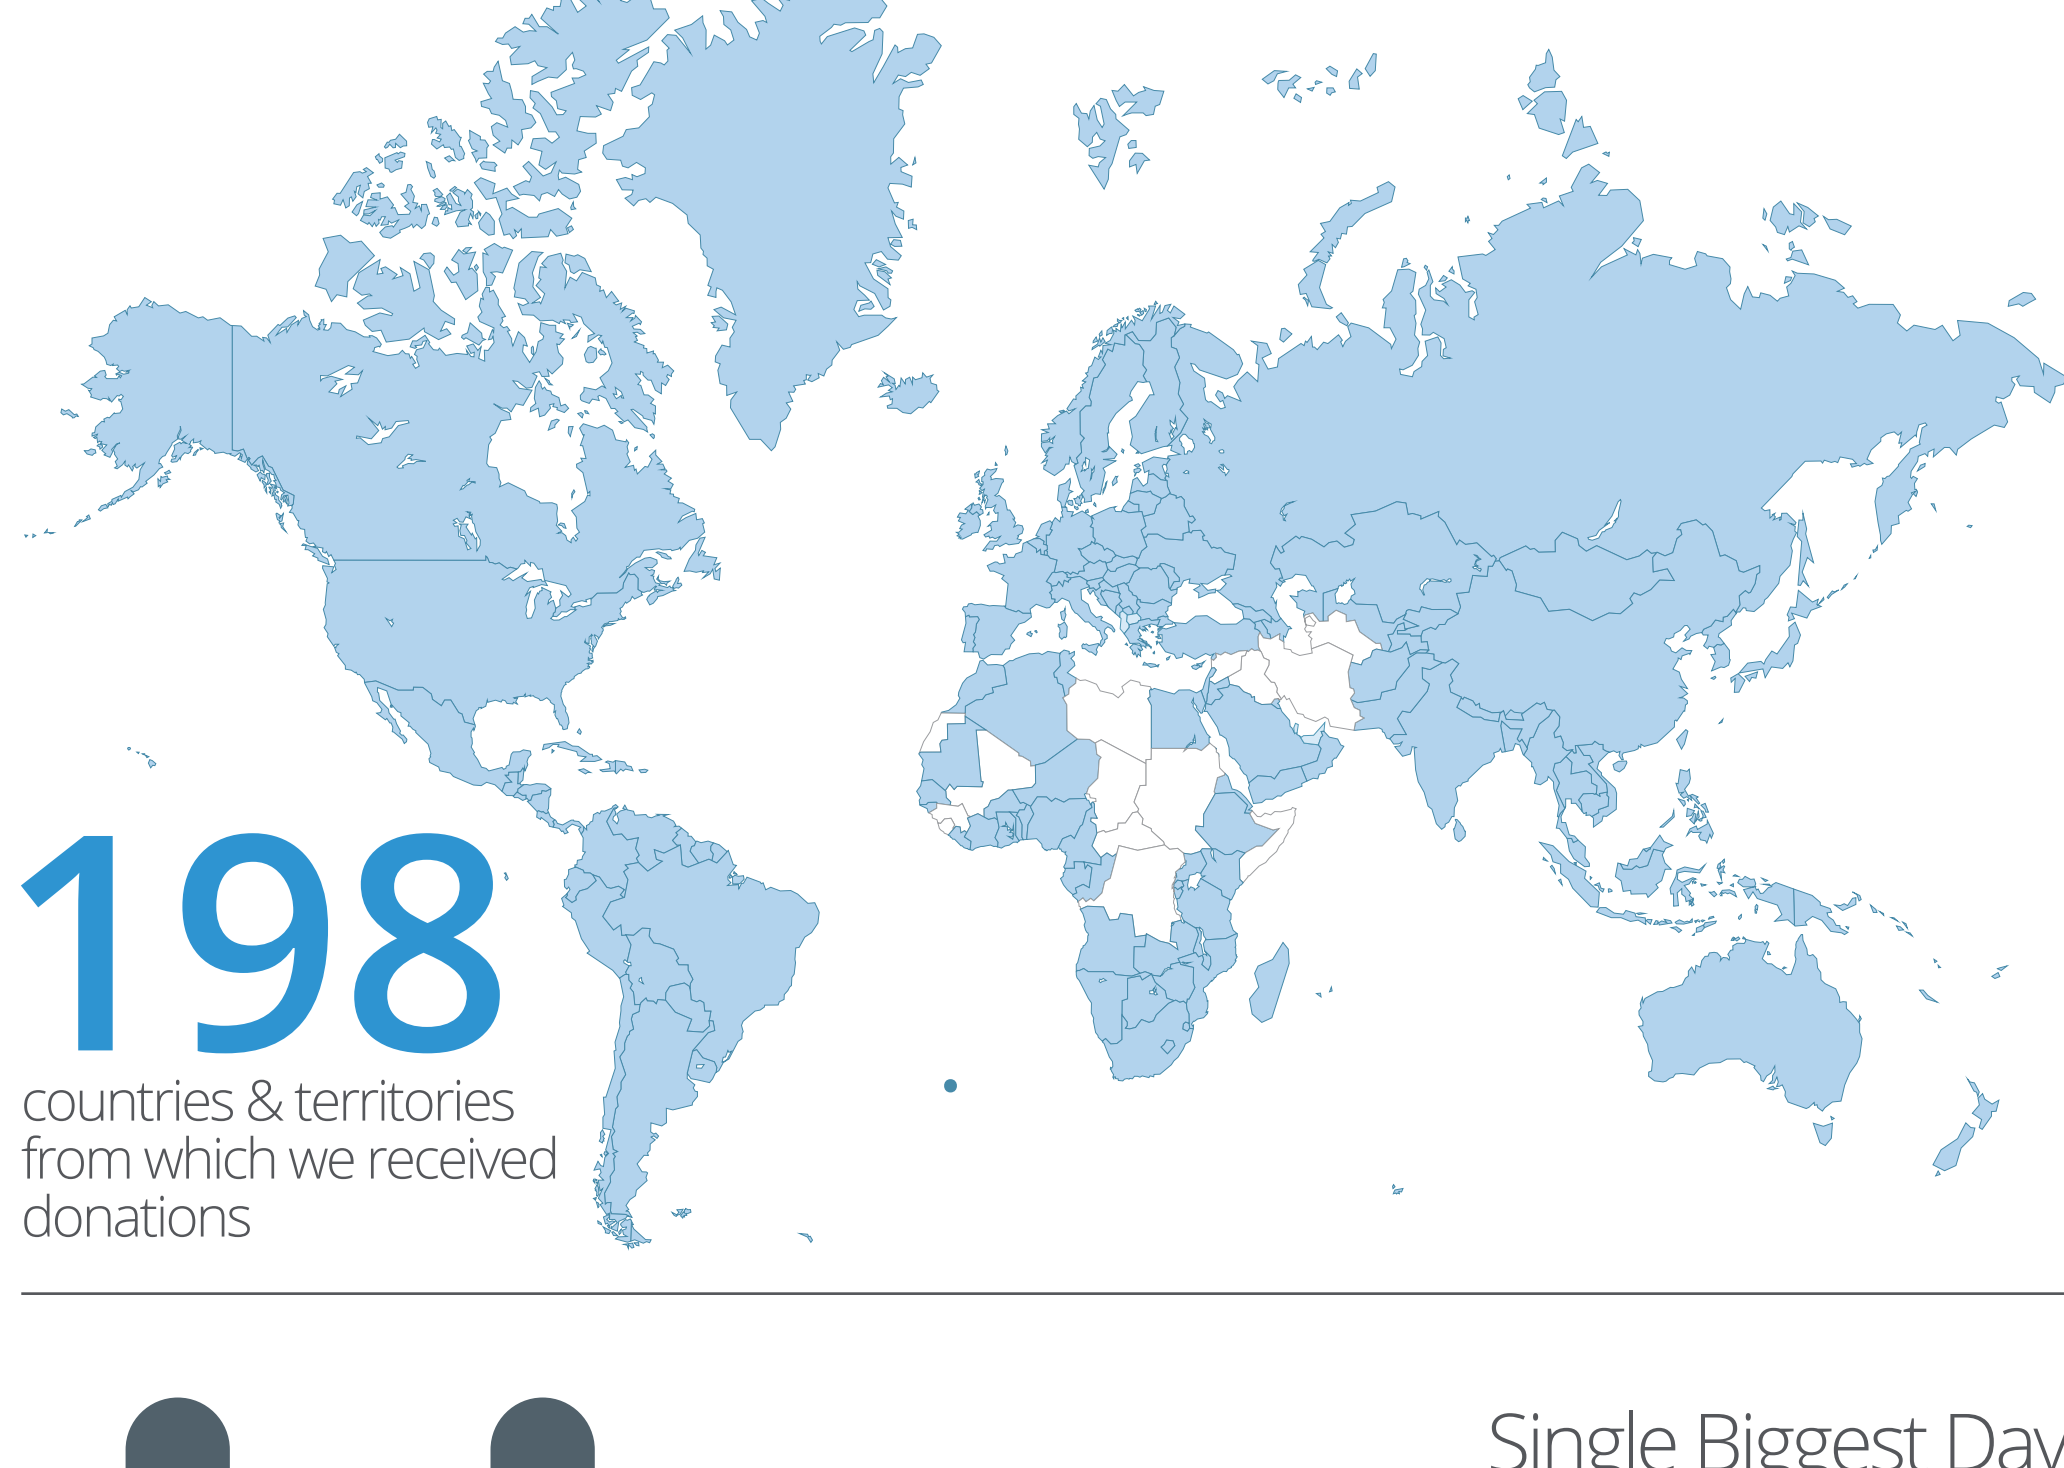 198
countries & territories
from which we received
donations
Single Biggest Day